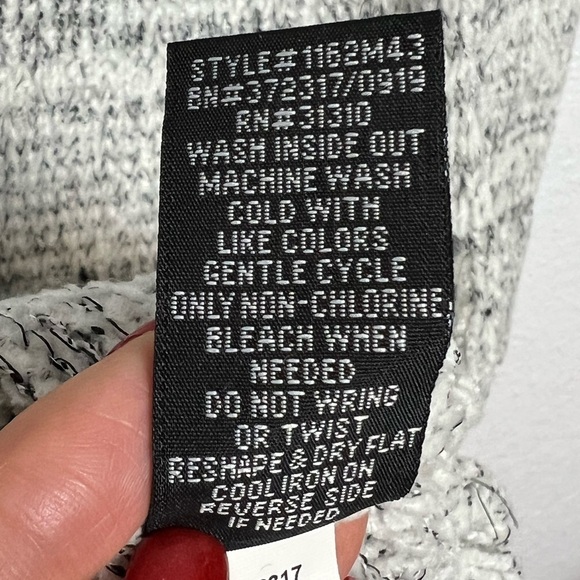 STYLE# 1162M43
BN#372317/0919
RN#31310
WASH INSIDE OUT
MACHINE WASH
COLD WITH
LIKE COLORS
GENTLE CYCLE
ONLY NON-CHLORINE
BLEACH WHEN
NEEDED
DO NOT WRING
OR TWIST
RESHAPE & DRY FLAT
COOL IRON ON
REVERSE SIDE
IF NEEDED